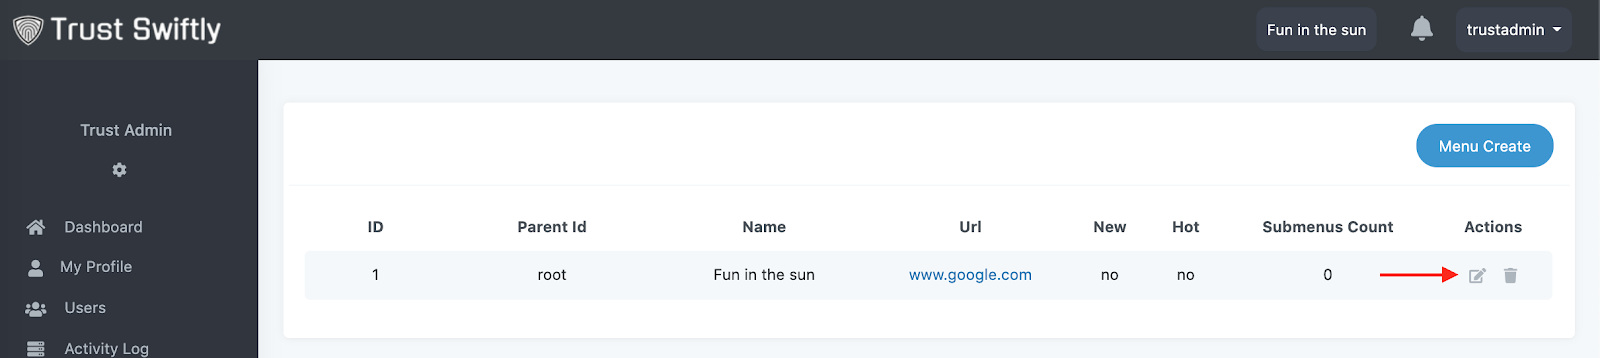 Trust Swiftly
Fun in the sun
trustadmin
Trust Admin
Dashboard
My Profile
Users
Activity Log
Menu Create
ID Parent Id Name Url New Hot Submenus Count Actions
1 root Fun in the sun www.google.com no no 0